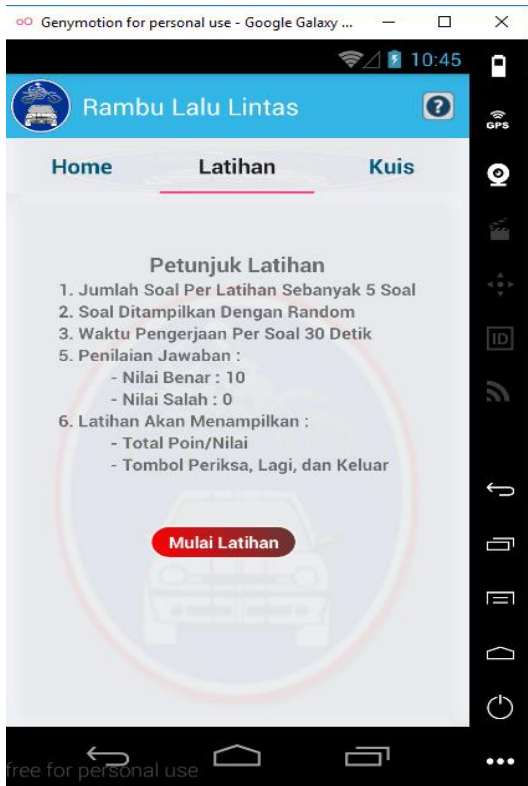 Genymotion for personal use - Google Galaxy ...
10:45
Rambu Lalu Lintas
?
GPS
Home Latihan Kuis
Petunjuk Latihan
1. Jumlah Soal Per Latihan Sebanyak 5 Soal
2. Soal Ditampilkan Dengan Random
3. Waktu Pengerjaan Per Soal 30 Detik
5. Penilaian Jawaban :
- Nilai Benar : 10
- Nilai Salah : 0
6. Latihan Akan Menampilkan :
- Total Poin/Nilai
- Tombol Periksa, Lagi, dan Keluar
ID
Mulai Latihan
free for personal use